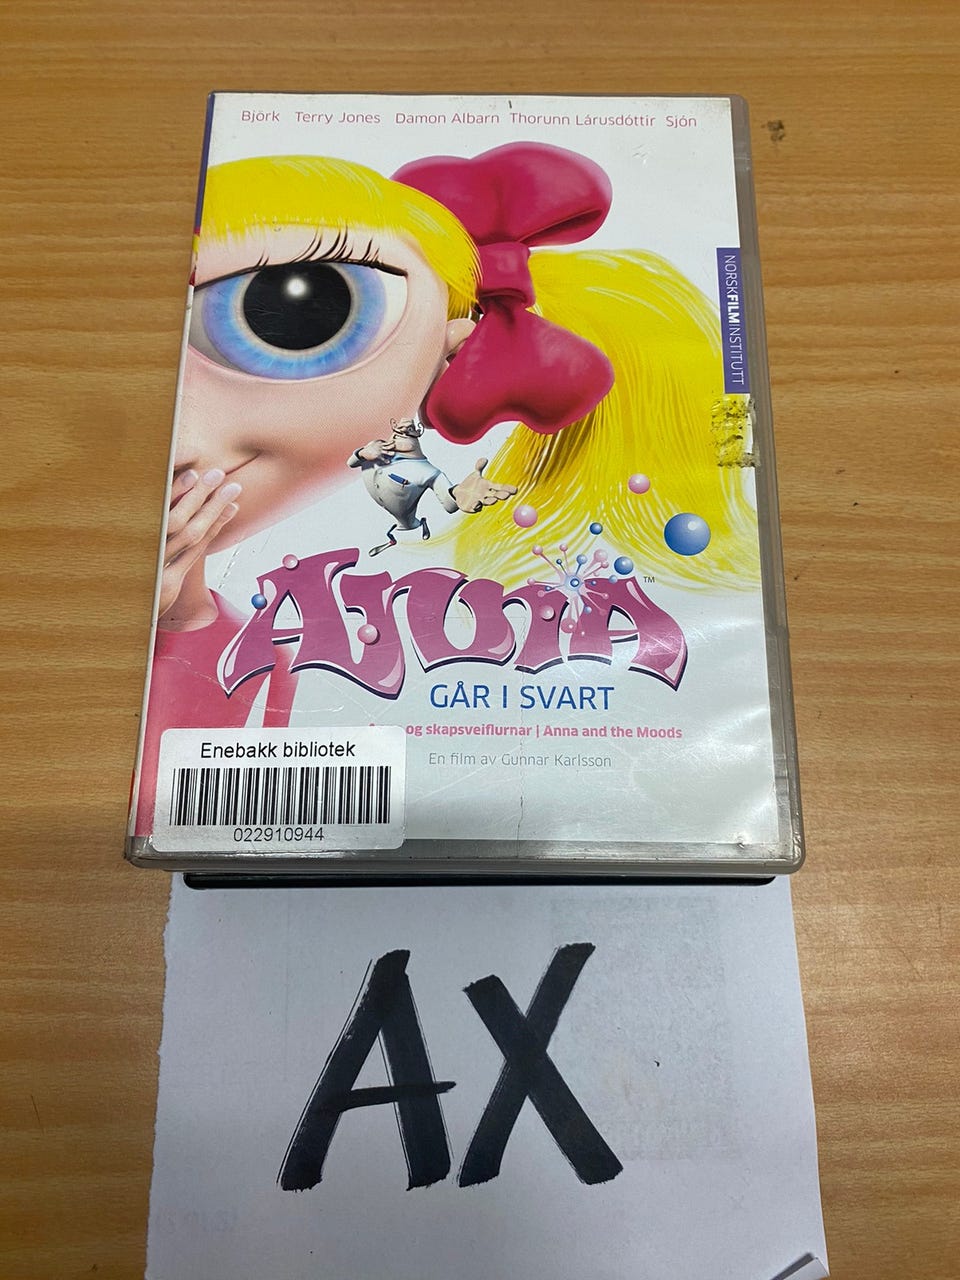 Björk Terry Jones Damon Albarn Thorunn Lárusdóttir Sjón
NORSKFILMINSTITUTT
Anna™
GÅR I SVART
og skapsveiflurnar | Anna and the Moods
En film av Gunnar Karlsson
Enebakk bibliotek
022910944
AX